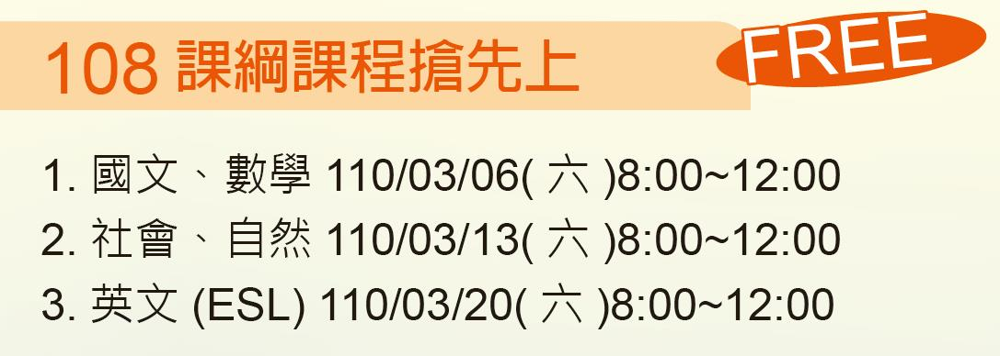 108 課綱課程搶先上
FREE
1. 國文、數學 110/03/06( 六 )8:00~12:00
2. 社會、自然 110/03/13( 六 )8:00~12:00
3. 英文 (ESL) 110/03/20( 六 )8:00~12:00